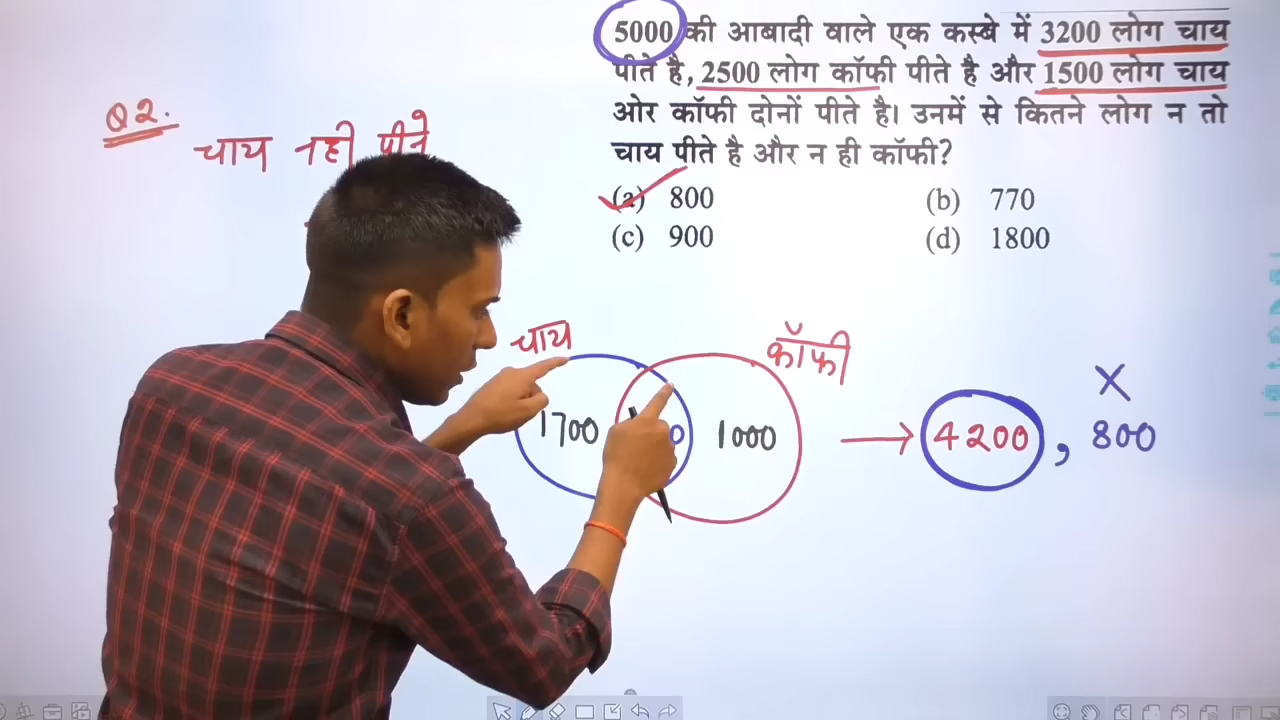 5000 की आबादी वाले एक कस्बे में 3200 लोग चाय
पीते है, 2500 लोग कॉफी पीते है और 1500 लोग चाय
ओर कॉफी दोनों पीते है। उनमें से कितने लोग न तो
चाय पीते है और न ही कॉफी?
(a) 800
(b) 770
(c) 900
(d) 1800
Q2.
चाय नही पीने
चाय
कॉफी
1700
1000
4200, 800
X